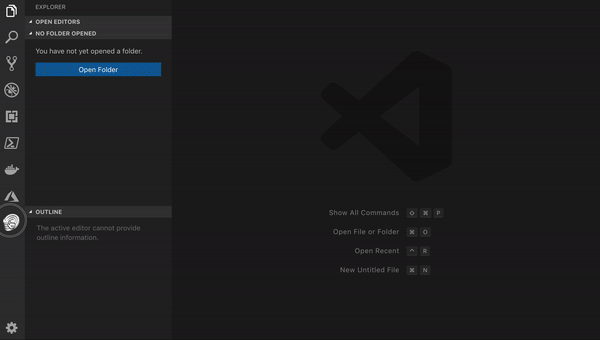 EXPLORER
OPEN EDITORS
NO FOLDER OPENED
You have not yet opened a folder.
Open Folder
OUTLINE
The active editor cannot provide
outline information.
Show All Commands ⇧ ⌘ P
Open File or Folder ⌘ O
Open Recent ^ R
New Untitled File ⌘ N